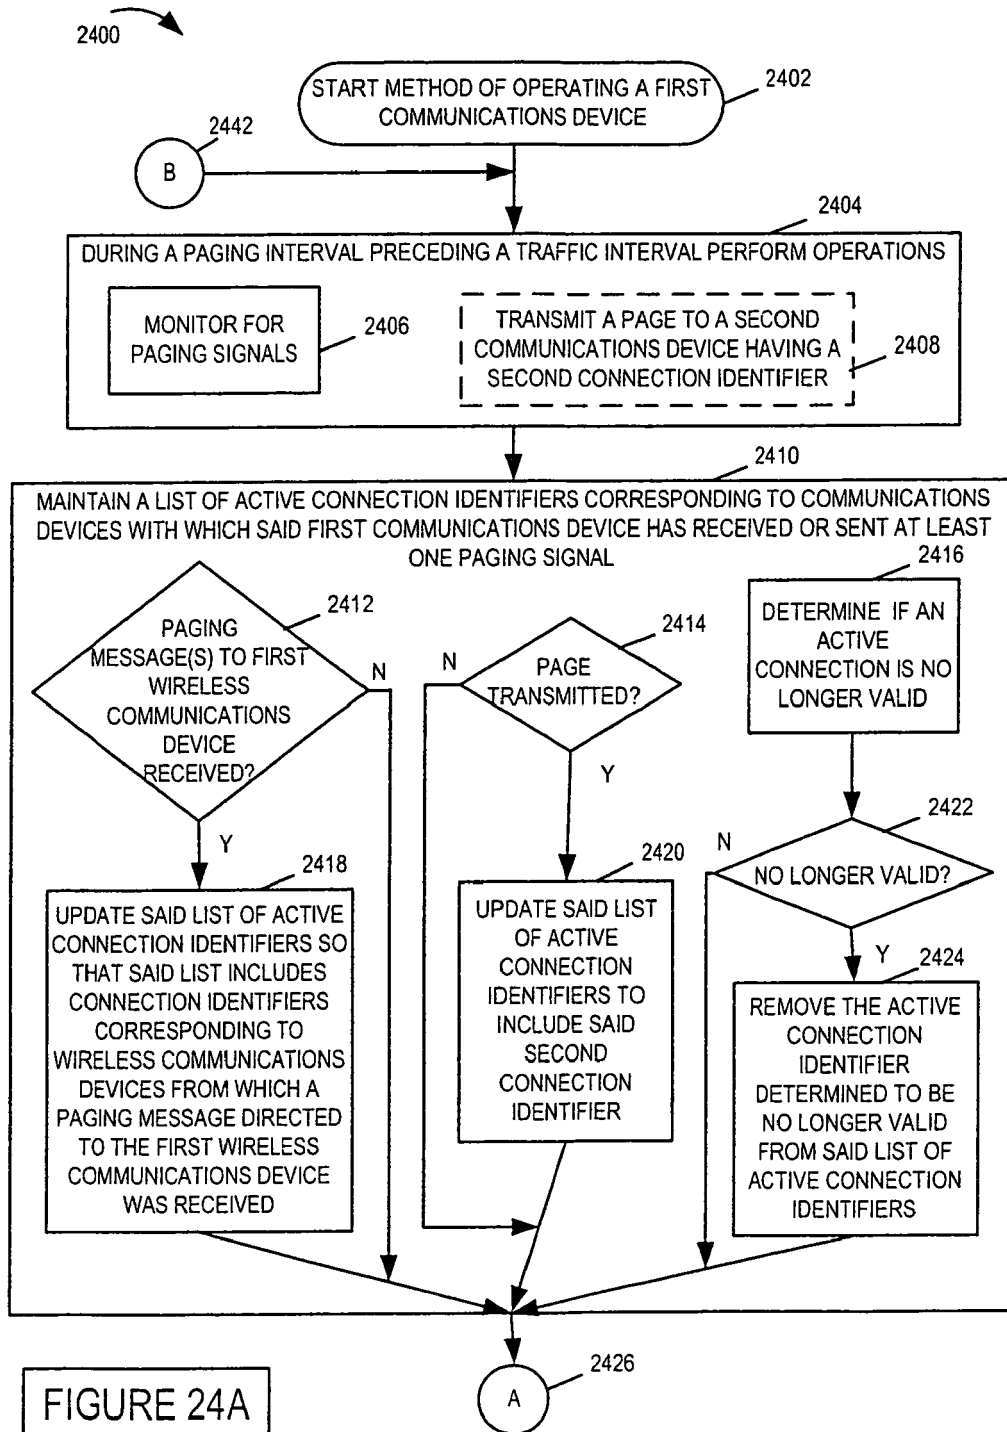 2400
START METHOD OF OPERATING A FIRST
COMMUNICATIONS DEVICE
2402
2442
B
2404
DURING A PAGING INTERVAL PRECEDING A TRAFFIC INTERVAL PERFORM OPERATIONS
MONITOR FOR
PAGING SIGNALS
2406
TRANSMIT A PAGE TO A SECOND
COMMUNICATIONS DEVICE HAVING A
SECOND CONNECTION IDENTIFIER
2408
2410
MAINTAIN A LIST OF ACTIVE CONNECTION IDENTIFIERS CORRESPONDING TO COMMUNICATIONS
DEVICES WITH WHICH SAID FIRST COMMUNICATIONS DEVICE HAS RECEIVED OR SENT AT LEAST
ONE PAGING SIGNAL
2412
PAGING
MESSAGE(S) TO FIRST
WIRELESS
COMMUNICATIONS
DEVICE
RECEIVED?
N
Y
2414
PAGE
TRANSMITTED?
N
Y
2416
DETERMINE IF AN
ACTIVE
CONNECTION IS NO
LONGER VALID
2422
NO LONGER VALID?
N
Y
2418
UPDATE SAID LIST OF ACTIVE
CONNECTION IDENTIFIERS SO
THAT SAID LIST INCLUDES
CONNECTION IDENTIFIERS
CORRESPONDING TO
WIRELESS COMMUNICATIONS
DEVICES FROM WHICH A
PAGING MESSAGE DIRECTED
TO THE FIRST WIRELESS
COMMUNICATIONS DEVICE
WAS RECEIVED
2420
UPDATE SAID LIST
OF ACTIVE
CONNECTION
IDENTIFIERS TO
INCLUDE SAID
SECOND
CONNECTION
IDENTIFIER
2424
REMOVE THE ACTIVE
CONNECTION
IDENTIFIER
DETERMINED TO BE
NO LONGER VALID
FROM SAID LIST OF
ACTIVE CONNECTION
IDENTIFIERS
A
2426
FIGURE 24A